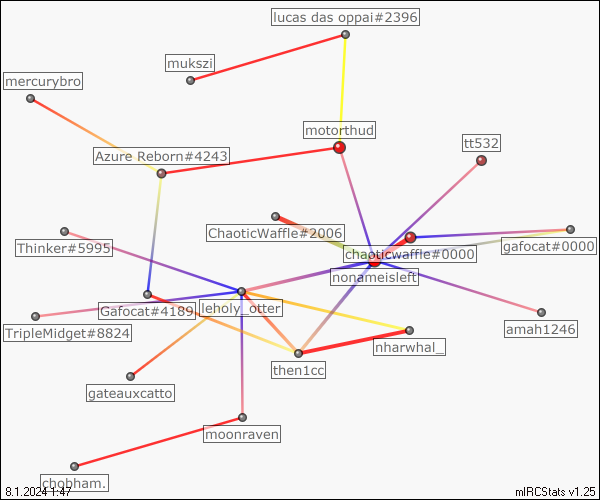 lucas das oppai#2396
mukszi
mercurybro
motorthud
tt532
Azure Reborn#4243
ChaoticWaffle#2006
Thinker#5995
chaoticwaffle#0000
gafocat#0000
nonameisleft
Gafocat#4189
leholy_otter
TripleMidget#8824
amah1246
nharwhal_
then1cc
gateauxcatto
moonraven
chobham.
8.1.2024 1:47
mIRCStats v1.25